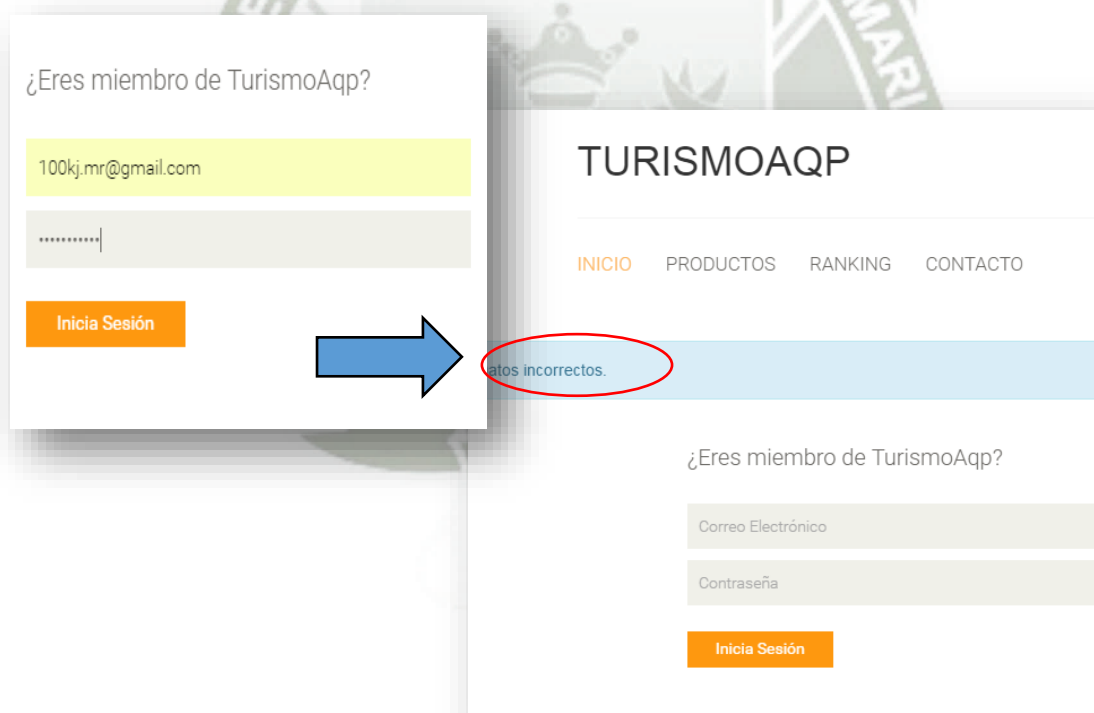 ¿Eres miembro de TurismoAqp?
100kj.mr@gmail.com
•••••••••••
Inicia Sesión
MARI
TURISMOAQP
INICIO PRODUCTOS RANKING CONTACTO
atos incorrectos.
¿Eres miembro de TurismoAqp?
Correo Electrónico
Contraseña
Inicia Sesión